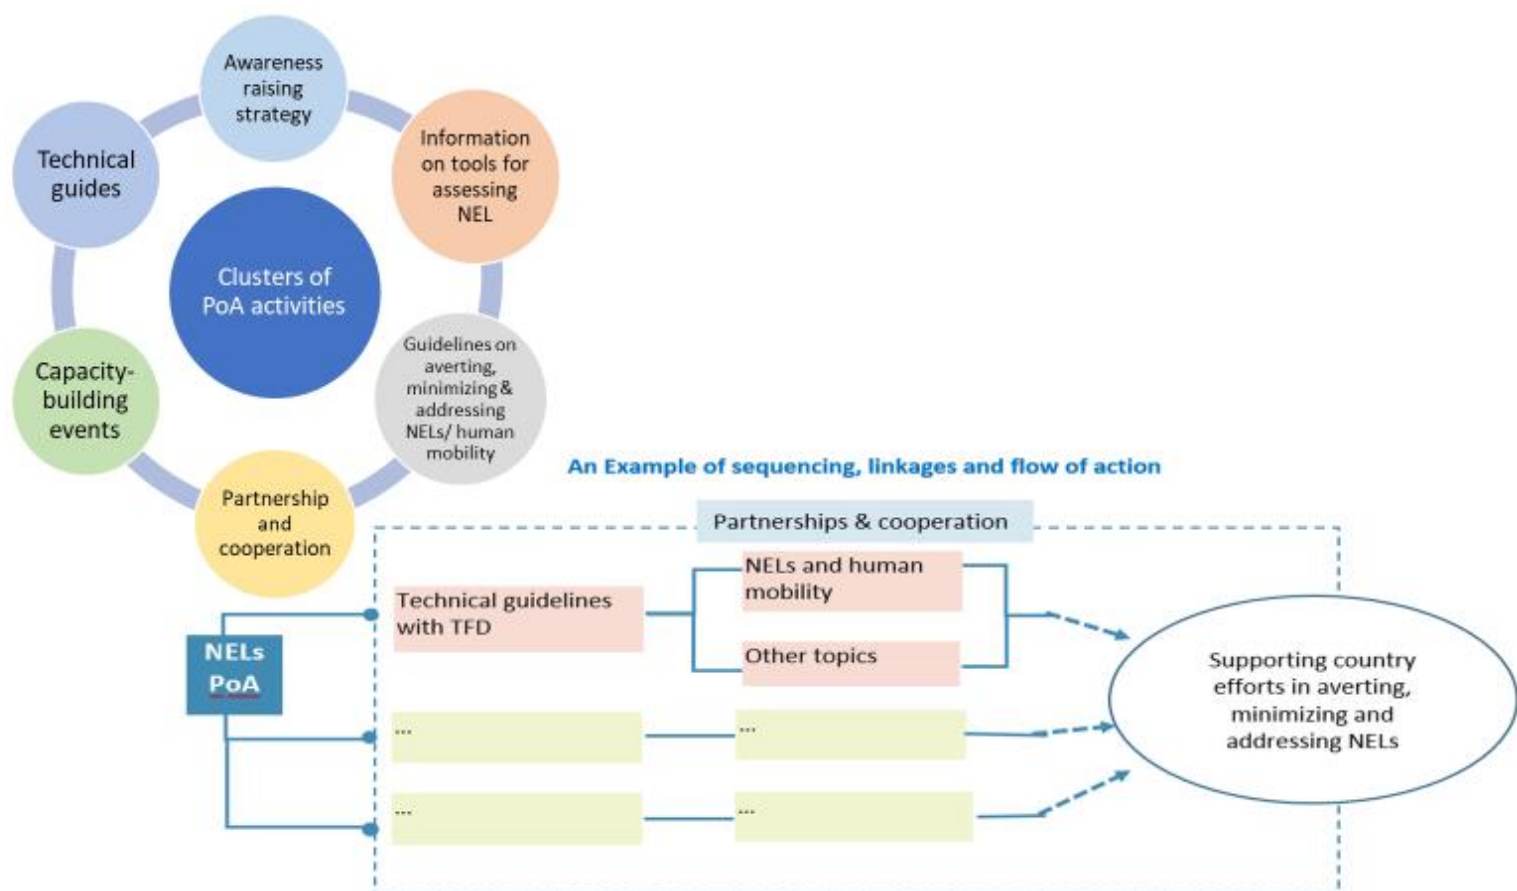 Awareness
raising
strategy
Information
on tools for
assessing
NEL
Technical
guides
Clusters of
PoA activities
Guidelines on
averting,
minimizing &
addressing
NELs/ human
mobility
Capacity-
building
events
Partnership
and
cooperation
An Example of sequencing, linkages and flow of action
Partnerships & cooperation
NELs and human
mobility
Technical guidelines
with TFD
Other topics
NELs
PoA
Supporting country
efforts in averting,
minimizing and
addressing NELs
...
...
...
...